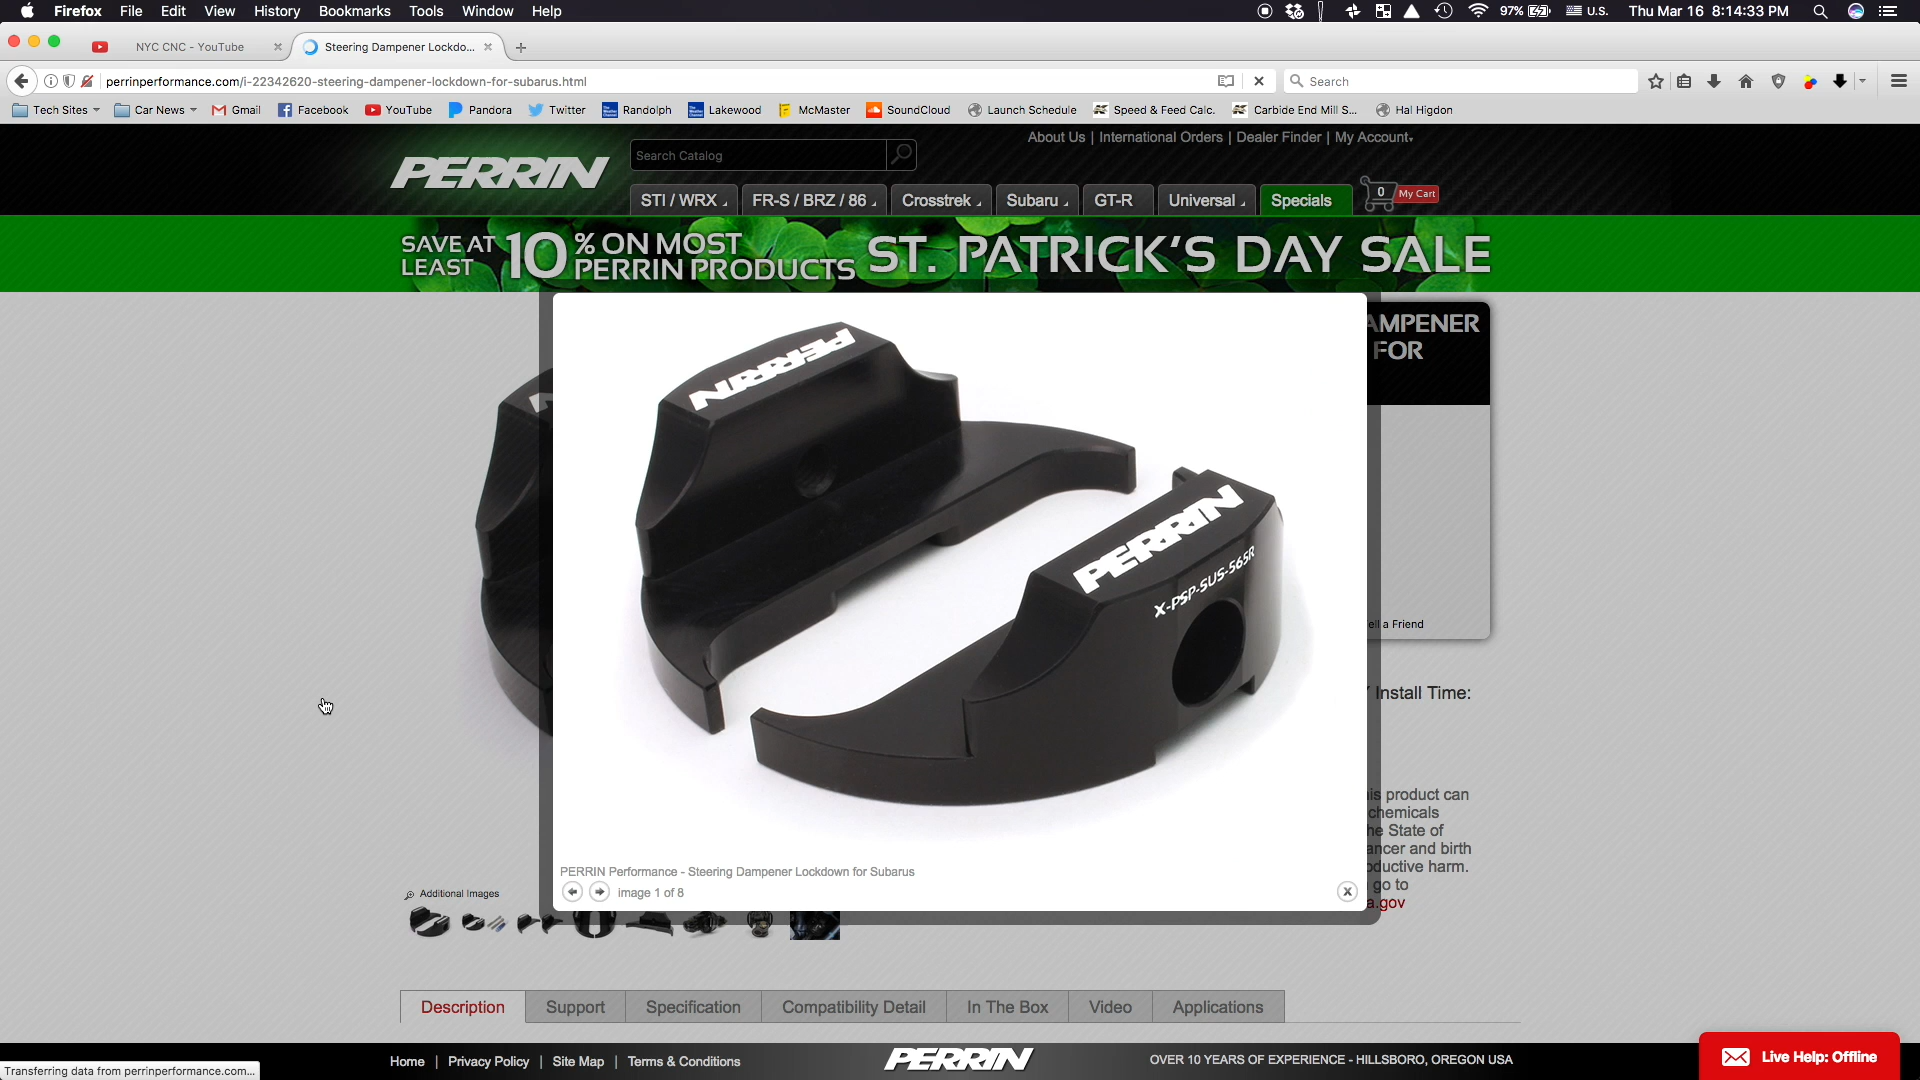 Firefox File Edit View History Bookmarks Tools Window Help
97% U.S. Thu Mar 16 8:14:33 PM
NYC CNC - YouTube
Steering Dampener Lockdo...
perrinperformance.com/i-22342620-steering-dampener-lockdown-for-subarus.html
Search
Tech Sites Car News Gmail Facebook YouTube Pandora Twitter Randolph Lakewood McMaster SoundCloud Launch Schedule Speed & Feed Calc. Carbide End Mill S... Hal Higdon
About Us | International Orders | Dealer Finder | My Account
PERRIN
Search Catalog
STI / WRX FR-S / BRZ / 86 Crosstrek Subaru GT-R Universal Specials
0 My Cart
SAVE AT LEAST 10% ON MOST PERRIN PRODUCTS ST. PATRICK'S DAY SALE
AMPENER
FOR
PERRIN
PERRIN
X-PSP-SUS-565R
ell a Friend
Install Time:
is product can
chemicals
he State of
ancer and birth
oductive harm.
go to
a.gov
PERRIN Performance - Steering Dampener Lockdown for Subarus
image 1 of 8
Additional Images
Description Support Specification Compatibility Detail In The Box Video Applications
Home | Privacy Policy | Site Map | Terms & Conditions
PERRIN
OVER 10 YEARS OF EXPERIENCE - HILLSBORO, OREGON USA
Live Help: Offline
Transferring data from perrinperformance.com...